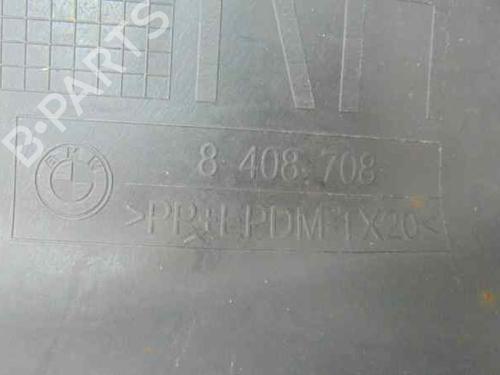 B-PARTS
BMW
8 408 708
>PP+EPDM-TX20<